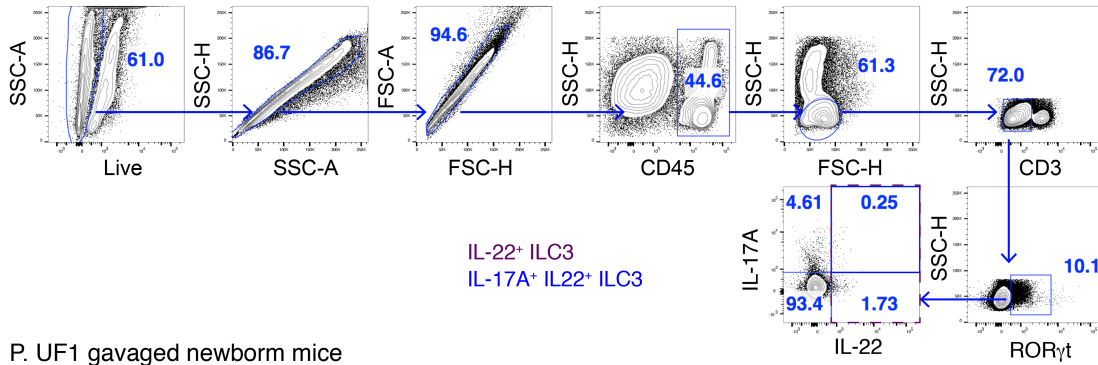 SSC-A
61.0
Live
SSC-H
86.7
SSC-A
FSC-A
94.6
FSC-H
SSC-H
44.6
CD45
SSC-H
61.3
FSC-H
SSC-H
72.0
CD3
IL-17A
4.61
0.25
93.4
1.73
IL-22
SSC-H
10.1
RORγt
IL-22⁺ ILC3
IL-17A⁺ IL22⁺ ILC3
P. UF1 gavaged newborm mice